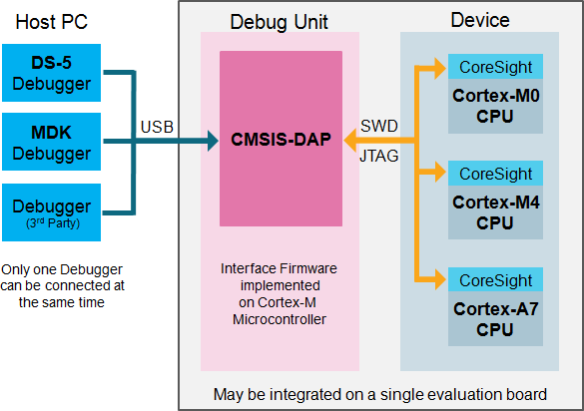 Host PC
DS-5
Debugger
MDK
Debugger
Debugger
(3rd Party)
Only one Debugger
can be connected at
the same time
USB
Debug Unit
CMSIS-DAP
Interface Firmware
implemented
on Cortex-M
Microcontroller
SWD
JTAG
Device
CoreSight
Cortex-M0
CPU
CoreSight
Cortex-M4
CPU
CoreSight
Cortex-A7
CPU
May be integrated on a single evaluation board